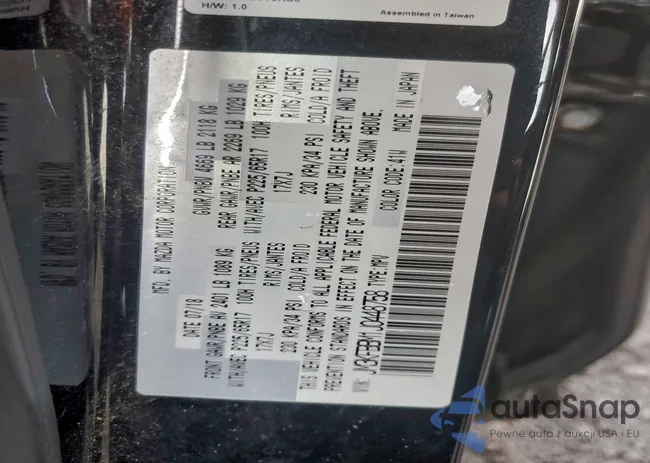 H/W: 1.0
Assembled in Taiwan
MFD. BY MAZDA MOTOR CORPORATION
DATE 07/18 GVWR/PNBV 4669 LB 2118 KG
FRONT GAWR/PNBE AV 2401 LB 1089 KG REAR GAWR/PNBE AR 2269 LB 1029 KG
WITH/AVEC P225/65R17 100H TIRES/PNEUS WITH/AVEC P225/65R17 100H TIRES/PNEUS
17X7J RIMS/JANTES 17X7J RIMS/JANTES
230 KPA/34 PSI COLD/A FROID 230 KPA/34 PSI COLD/A FROID
THIS VEHICLE CONFORMS TO ALL APPLICABLE FEDERAL MOTOR VEHICLE SAFETY AND THEFT
PREVENTION STANDARDS IN EFFECT ON THE DATE OF MANUFACTURE SHOWN ABOVE.
VIN: TYPE:MPV COLOR CODE:41W MADE IN JAPAN
autaSnap
Pewne auta z aukcji USA i EU